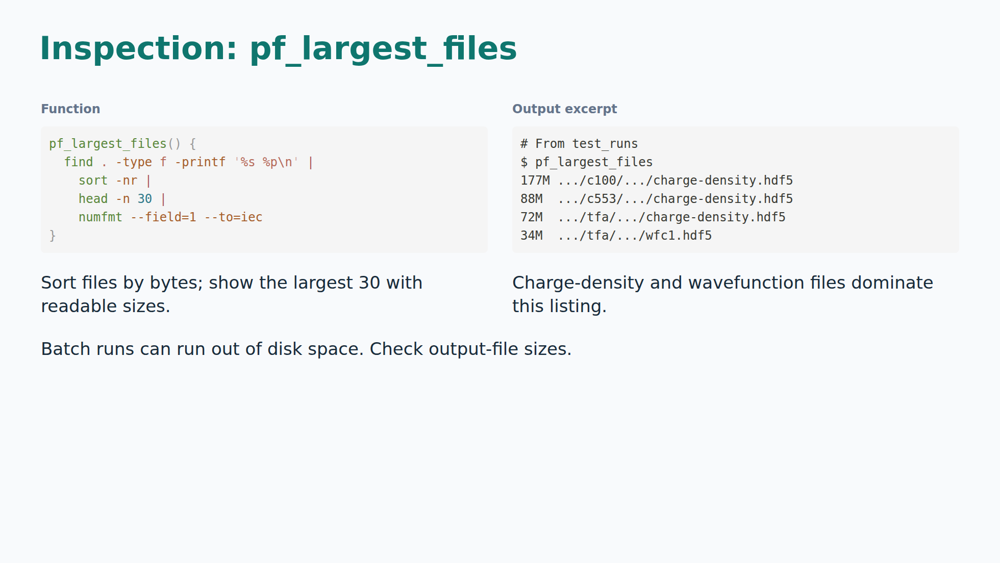 Inspection: pf_largest_files
Function
pf_largest_files() {
  find . -type f -printf '%s %p\n' |
    sort -nr |
    head -n 30 |
    numfmt --field=1 --to=iec
}
Sort files by bytes; show the largest 30 with
readable sizes.
Output excerpt
# From test_runs
$ pf_largest_files
177M .../c100/.../charge-density.hdf5
88M  .../c553/.../charge-density.hdf5
72M  .../tfa/.../charge-density.hdf5
34M  .../tfa/.../wfc1.hdf5
Charge-density and wavefunction files dominate
this listing.
Batch runs can run out of disk space. Check output-file sizes.